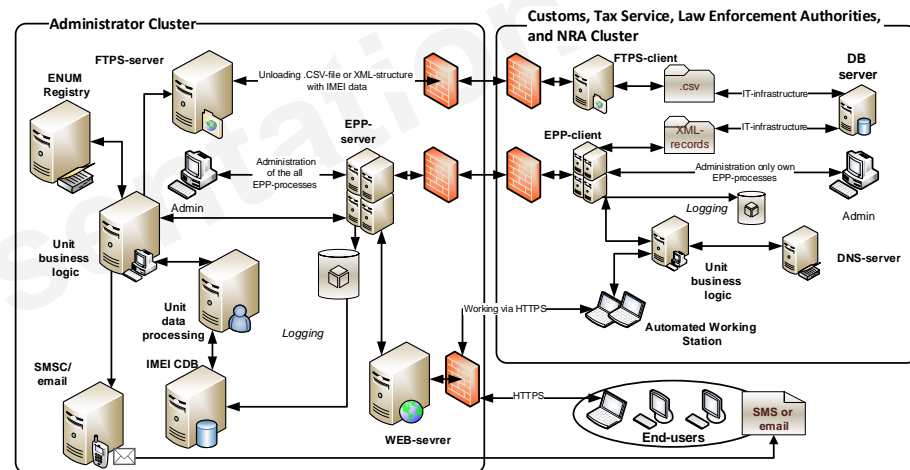 Administrator Cluster
Customs, Tax Service, Law Enforcement Authorities,
and NRA Cluster
FTPS-server
ENUM
Registry
Unloading .CSV-file or XML-structure
with IMEI data
EPP-
server
Administration
of the all
EPP-processes
Admin
Unit
business
logic
Unit
data
processing
Logging
SMSC/
email
IMEI CDB
WEB-sevrer
FTPS-client
.csv
IT-infrastructure
DB
server
EPP-client
XML-
records
IT-infrastructure
Administration only own
EPP-processes
Admin
Logging
Unit
business
logic
DNS-server
Working via HTTPS
Automated Working
Station
HTTPS
End-users
SMS or
email
sentation